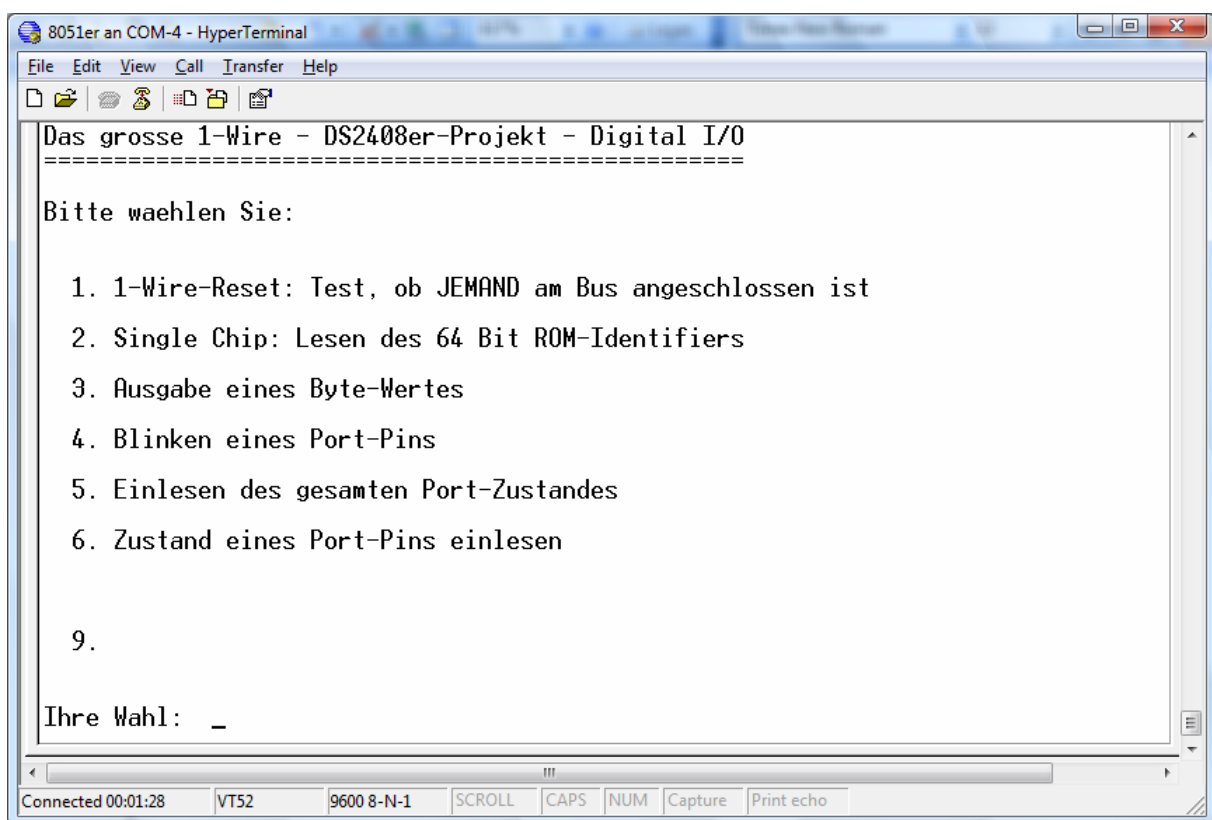 8051er an COM-4 - HyperTerminal
File Edit View Call Transfer Help
Das grosse 1-Wire - DS2408er-Projekt - Digital I/O
==================================================
Bitte waehlen Sie:
1. 1-Wire-Reset: Test, ob JEMAND am Bus angeschlossen ist
2. Single Chip: Lesen des 64 Bit ROM-Identifiers
3. Ausgabe eines Byte-Wertes
4. Blinken eines Port-Pins
5. Einlesen des gesamten Port-Zustandes
6. Zustand eines Port-Pins einlesen
9.
Ihre Wahl: _
Connected 00:01:28 VT52 9600 8-N-1 SCROLL CAPS NUM Capture Print echo